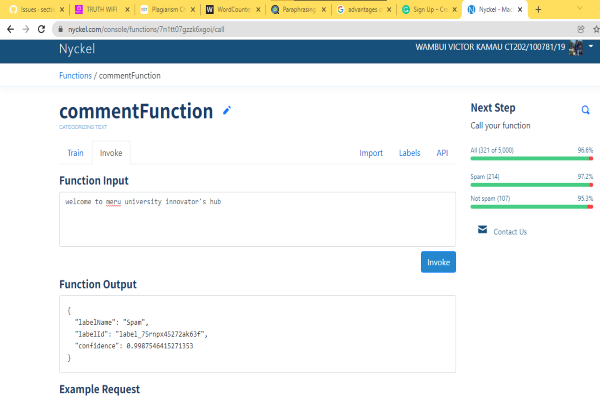 Issues - secti
TRUTH WIFI
Plagiarism Ch
WordCounte
Paraphrasing
advantages o
Sign Up - Cr
Nyckel - Mac
nyckel.com/console/functions/7n1tt07gzzk6xgoi/call
Nyckel
WAMBUI VICTOR KAMAU CT202/100781/19
Functions / commentFunction
commentFunction
CATEGORIZING TEXT
Train Invoke Import Labels API
Function Input
welcome to meru university innovator's hub
Invoke
Function Output
{
"labelName": "Spam",
"labelId": "label_75rnpx45272ak63f",
"confidence": 0.9987546415271353
}
Example Request
Next Step
Call your function
All (321 of 5,000) 96.6%
Spam (214) 97.2%
Not spam (107) 95.3%
Contact Us